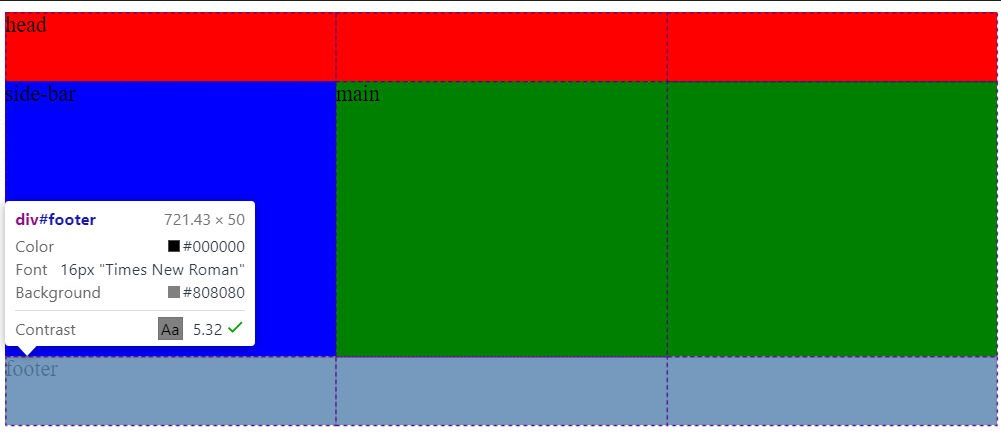 head
side-bar
main
div#footer 721.43 × 50
Color #000000
Font 16px "Times New Roman"
Background #808080
Contrast Aa 5.32
footer